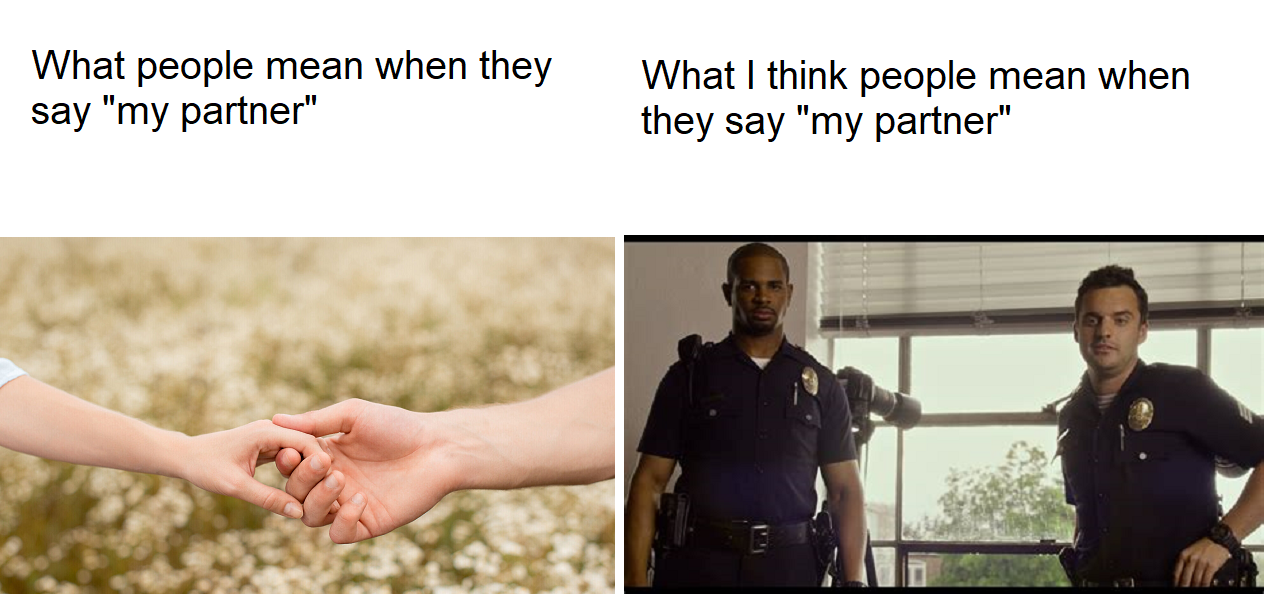 What people mean when they
say "my partner"
What I think people mean when
they say "my partner"